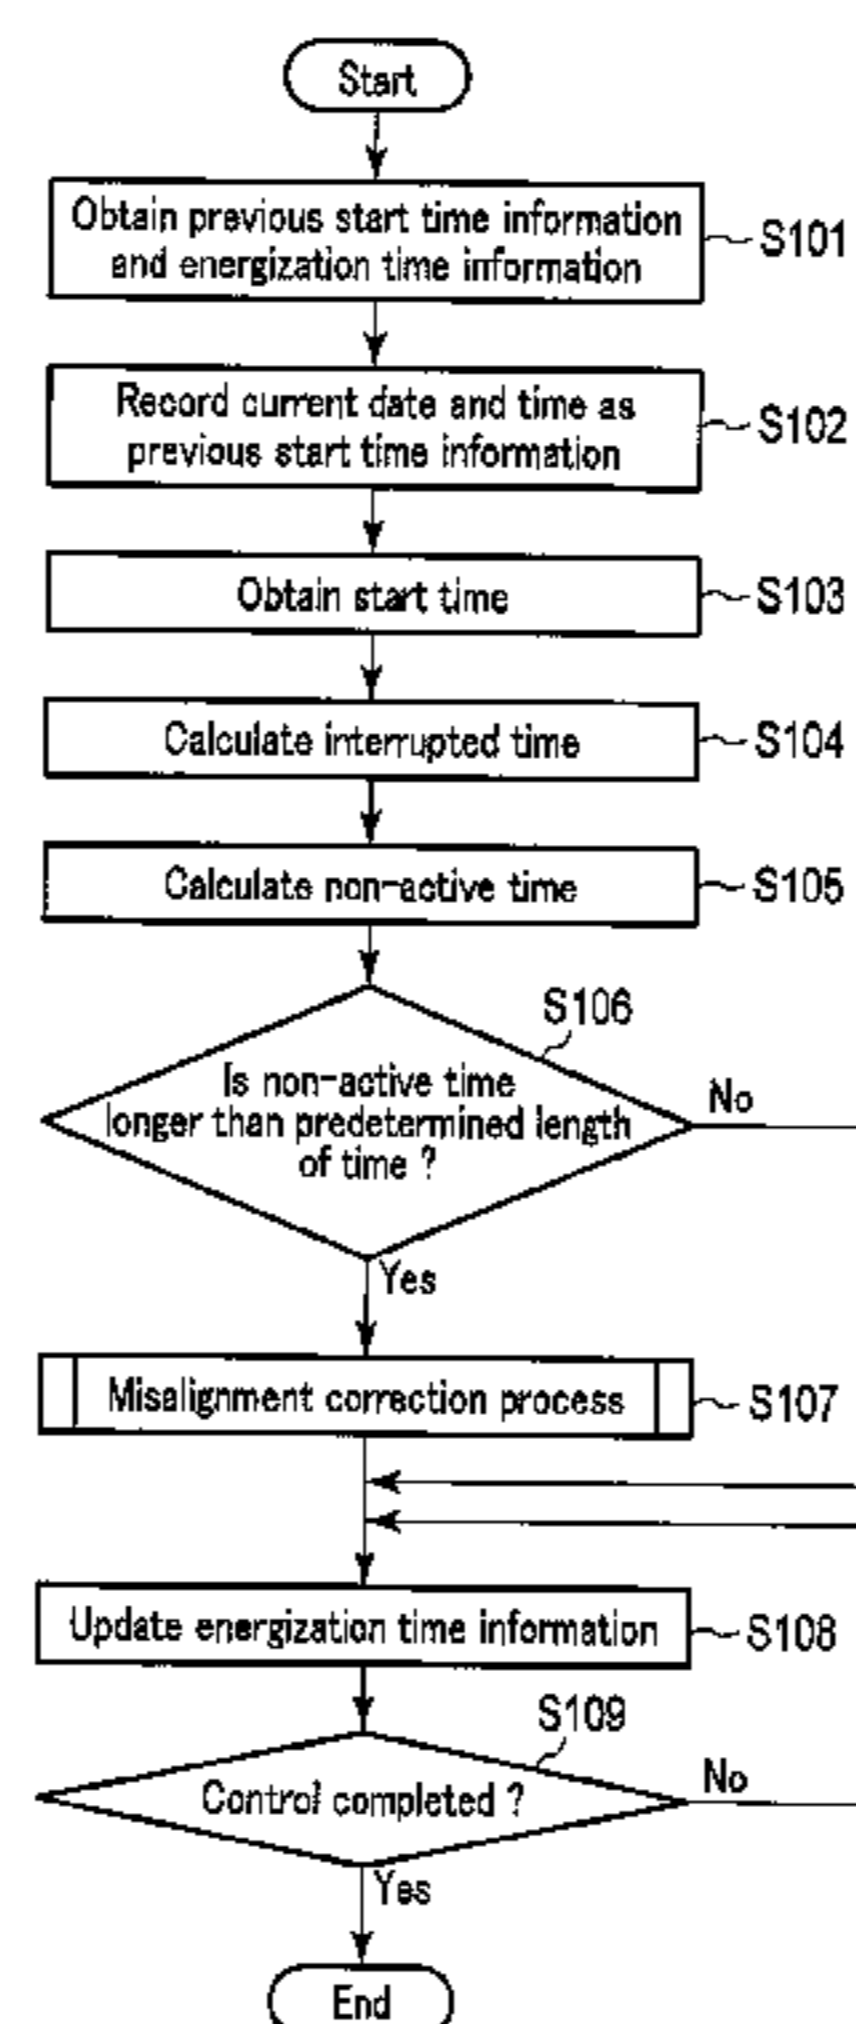 Start
Obtain previous start time information
and energization time information
S101
Record current date and time as
previous start time information
S102
Obtain start time
S103
Calculate interrupted time
S104
Calculate non-active time
S105
S106
Is non-active time
longer than predetermined length
of time ?
No
Yes
Misalignment correction process
S107
Update energization time information
S108
S109
Control completed ?
No
Yes
End